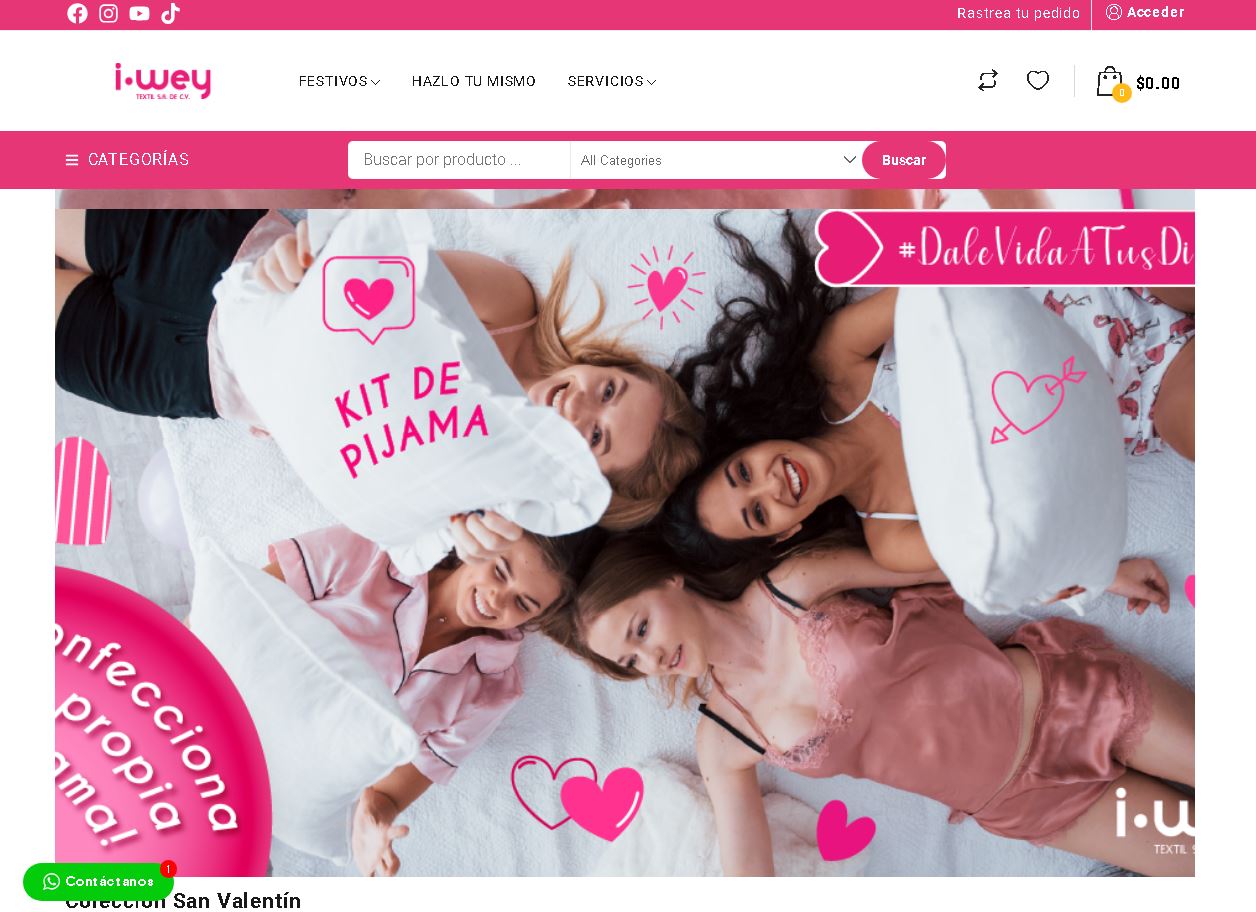 Rastrea tu pedido
Acceder
i·wey
TEXTIL S.A. DE C.V.
FESTIVOS
HAZLO TU MISMO
SERVICIOS
0
$0.00
CATEGORÍAS
Buscar por producto ...
All Categories
Buscar
#DaleVidaATusDi
KIT DE
PIJAMA
onfecciona
propia
ama!
i·w
TEXTIL S
Contáctanos
1
Colección San Valentín